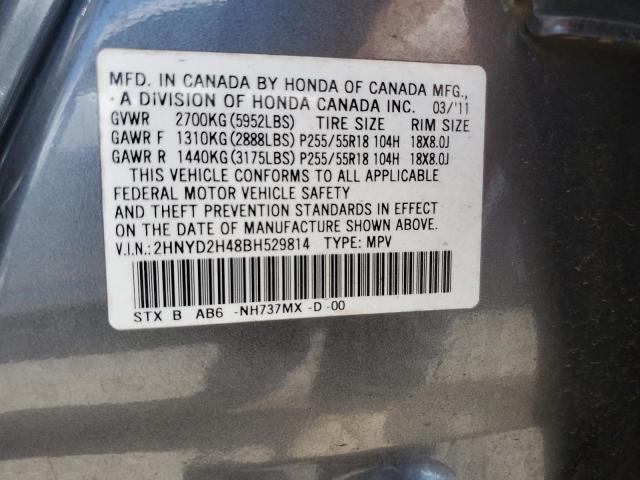 MFD. IN CANADA BY HONDA OF CANADA MFG.,
A DIVISION OF HONDA CANADA INC. 03/'11
GVWR 2700KG(5952LBS) TIRE SIZE RIM SIZE
GAWR F 1310KG(2888LBS) P255/55R18 104H 18X8.0J
GAWR R 1440KG(3175LBS) P255/55R18 104H 18X8.0J
THIS VEHICLE CONFORMS TO ALL APPLICABLE
FEDERAL MOTOR VEHICLE SAFETY
AND THEFT PREVENTION STANDARDS IN EFFECT
ON THE DATE OF MANUFACTURE SHOWN ABOVE.
V.I.N.:2HNYD2H48BH529814 TYPE: MPV
STX B AB6 -NH737MX -D-00